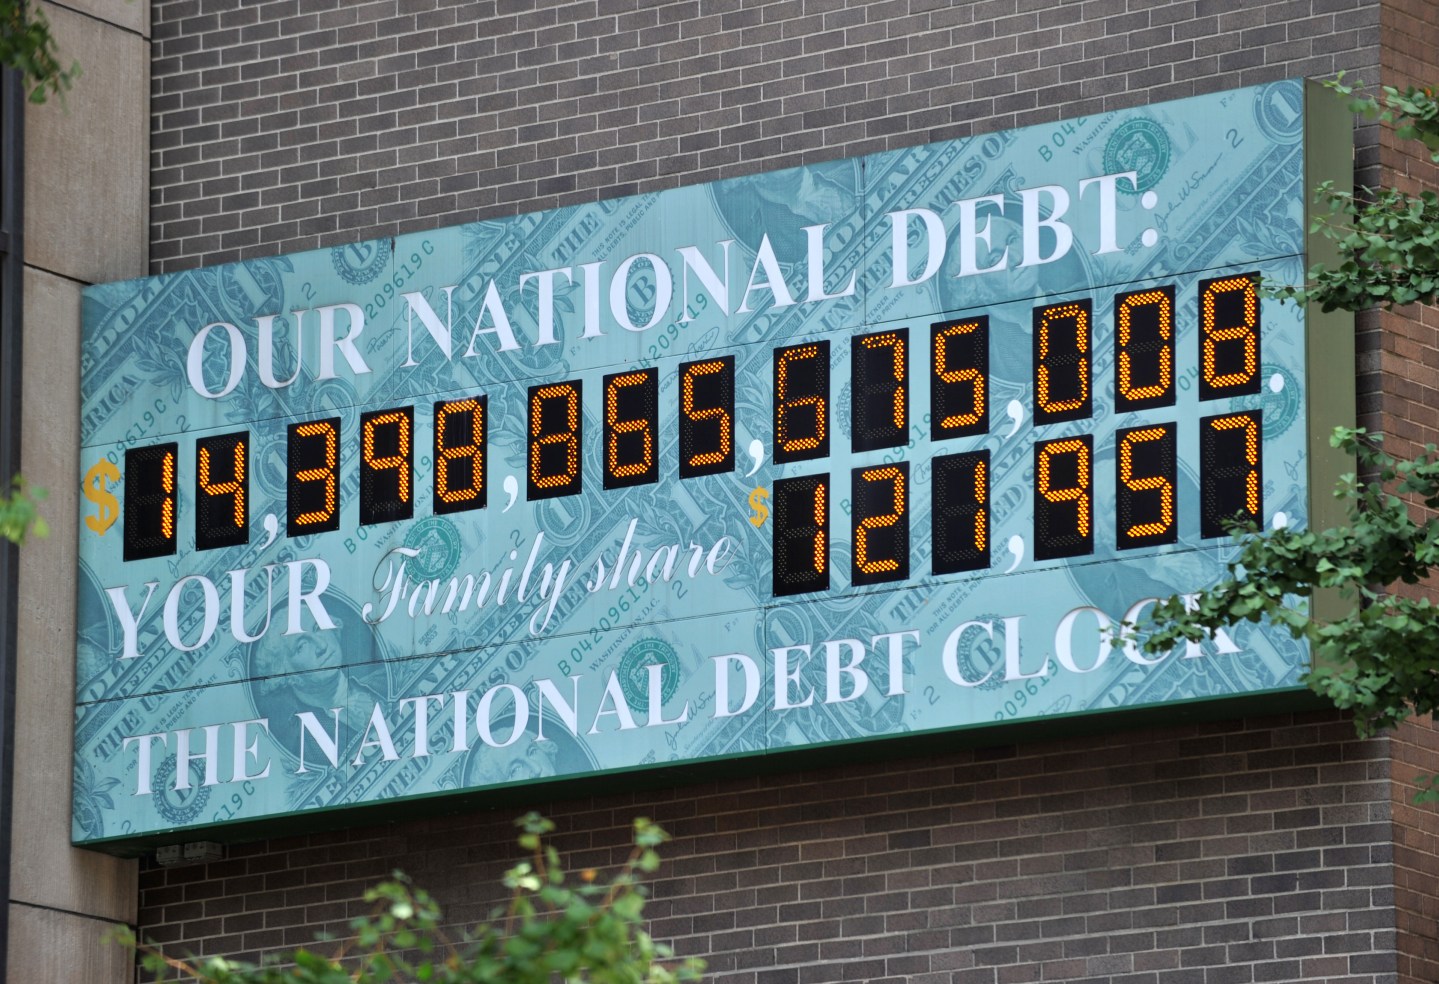 OUR NATIONAL DEBT:
$14,398,865,675,008.
YOUR Family share $121,957.
THE NATIONAL DEBT CLOCK